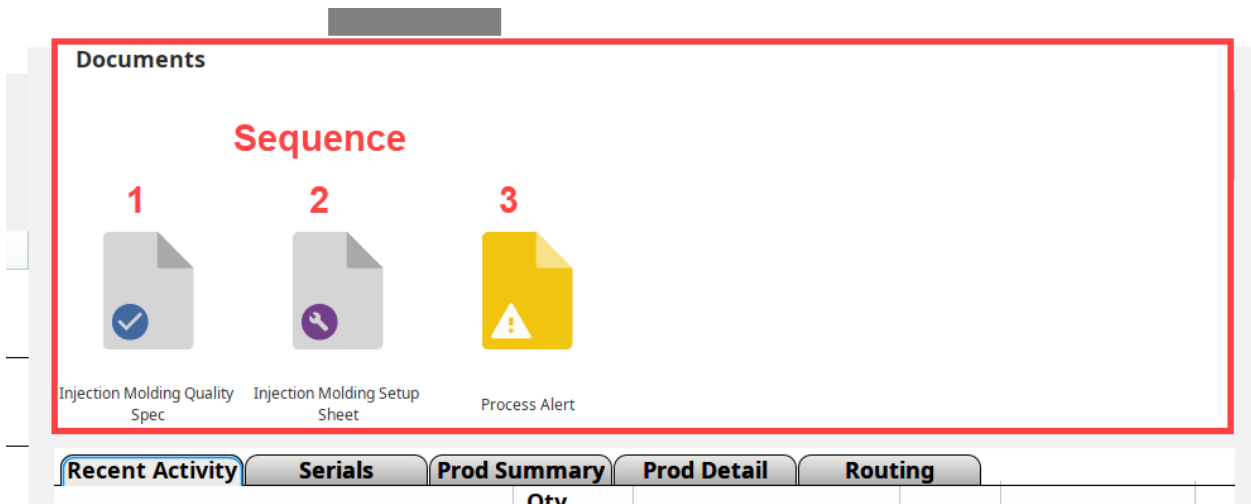 Documents
Sequence
1 2 3
Injection Molding Quality
Spec
Injection Molding Setup
Sheet
Process Alert
Recent Activity Serials Prod Summary Prod Detail Routing
Qty